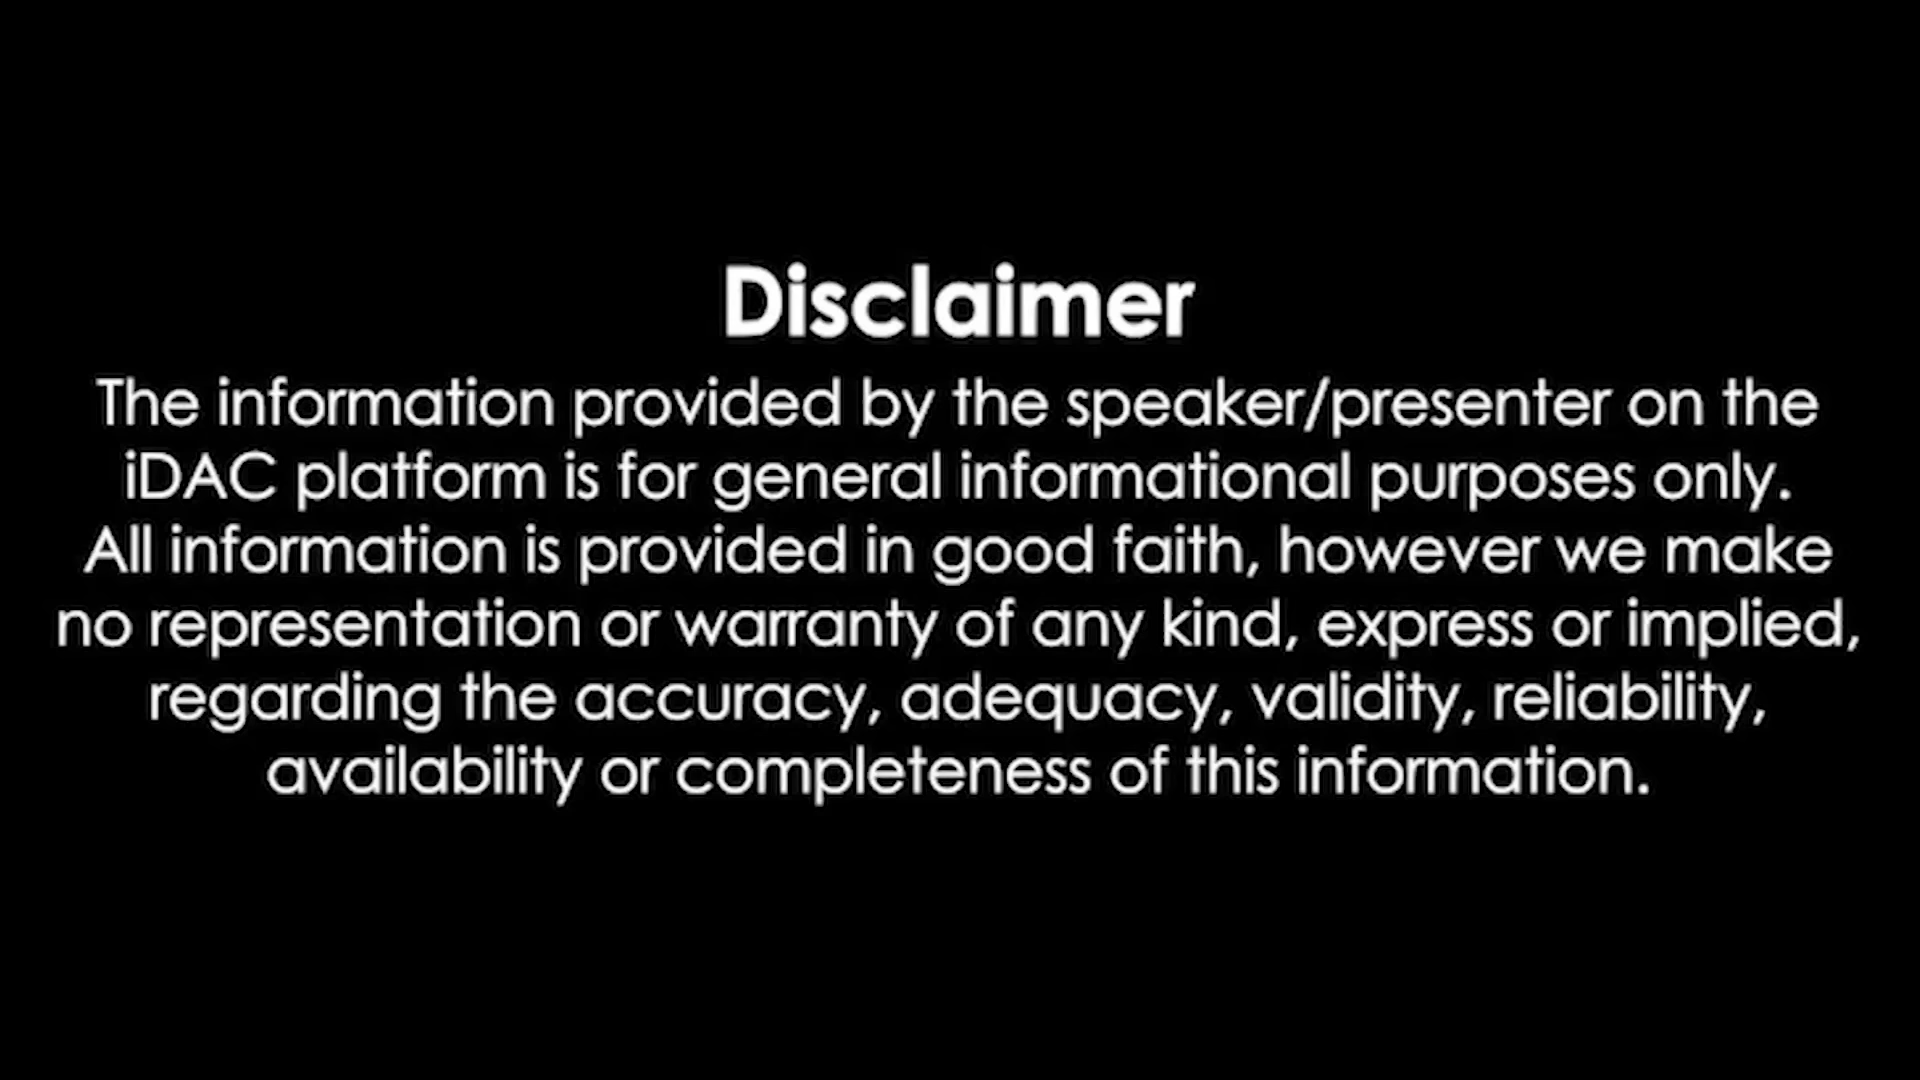 Disclaimer
The information provided by the speaker/presenter on the
iDAC platform is for general informational purposes only.
All information is provided in good faith, however we make
no representation or warranty of any kind, express or implied,
regarding the accuracy, adequacy, validity, reliability,
availability or completeness of this information.